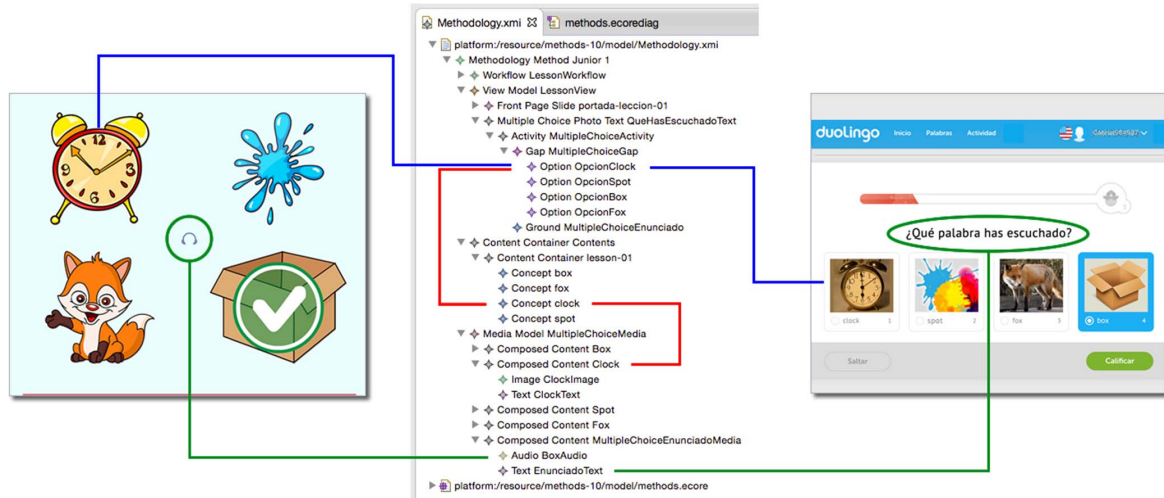 Methodology.xmi
methods.ecorediag
platform:/resource/methods-10/model/Methodology.xmi
Methodology Method Junior 1
Workflow LessonWorkflow
View Model LessonView
Front Page Slide portada-leccion-01
Multiple Choice Photo Text QueHasEscuchadoText
Activity MultipleChoiceActivity
Gap MultipleChoiceGap
Option OpcionClock
Option OpcionSpot
Option OpcionBox
Option OpcionFox
Ground MultipleChoiceEnunciado
Content Container Contents
Content Container lesson-01
Concept box
Concept fox
Concept clock
Concept spot
Media Model MultipleChoiceMedia
Composed Content Box
Composed Content Clock
Image ClockImage
Text ClockText
Composed Content Spot
Composed Content Fox
Composed Content MultipleChoiceEnunciadoMedia
Audio BoxAudio
Text EnunciadoText
platform:/resource/methods-10/model/methods.ecore
12
3
6
9
duoLingo Inicio Palabras Actividad
¿Qué palabra has escuchado?
clock 1
spot 2
fox 3
box 4
Saltar
Calificar